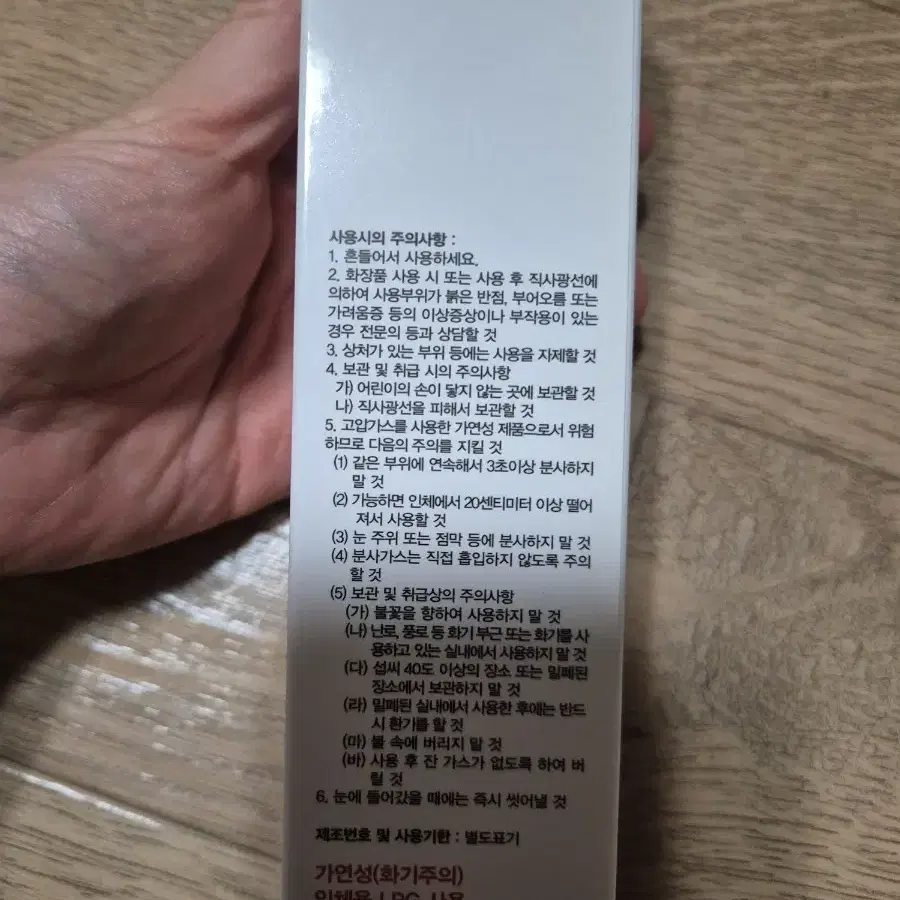 사용시의 주의사항 :
1. 흔들어서 사용하세요.
2. 화장품 사용 시 또는 사용 후 직사광선에
의하여 사용부위가 붉은 반점, 부어오름 또는
가려움증 등의 이상증상이나 부작용이 있는
경우 전문의 등과 상담할 것
3. 상처가 있는 부위 등에는 사용을 자제할 것
4. 보관 및 취급 시의 주의사항
가) 어린이의 손이 닿지 않는 곳에 보관할 것
나) 직사광선을 피해서 보관할 것
5. 고압가스를 사용한 가연성 제품으로서 위험
하므로 다음의 주의를 지킬 것
(1) 같은 부위에 연속해서 3초이상 분사하지
말 것
(2) 가능하면 인체에서 20센티미터 이상 떨어
져서 사용할 것
(3) 눈 주위 또는 점막 등에 분사하지 말 것
(4) 분사가스는 직접 흡입하지 않도록 주의
할 것
(5) 보관 및 취급상의 주의사항
(가) 불꽃을 향하여 사용하지 말 것
(나) 난로, 풍로 등 화기 부근 또는 화기를 사
용하고 있는 실내에서 사용하지 말 것
(다) 섭씨 40도 이상의 장소 또는 밀폐된
장소에서 보관하지 말 것
(라) 밀폐된 실내에서 사용한 후에는 반드
시 환기를 할 것
(마) 불 속에 버리지 말 것
(바) 사용 후 잔 가스가 없도록 하여 버
릴 것
6. 눈에 들어갔을 때에는 즉시 씻어낼 것
제조번호 및 사용기한 : 별도표기
가연성(화기주의)
인체용 LPG 사용